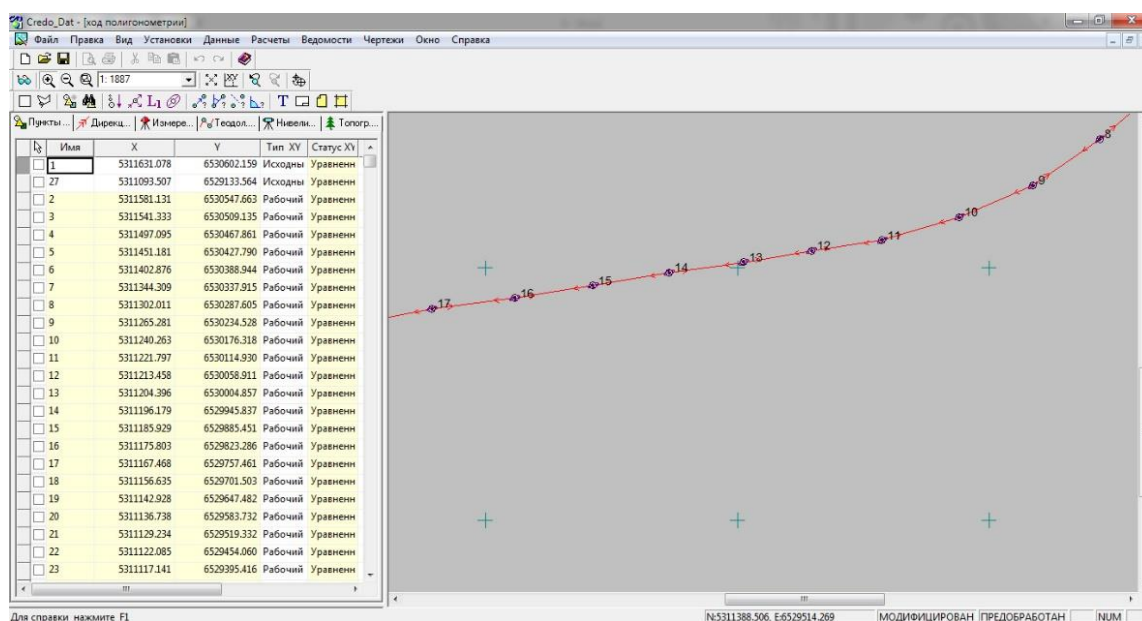 Credo_Dat - [ход полигонометрии]
Файл Правка Вид Установки Данные Расчеты Ведомости Чертежи Окно Справка
1: 1887
Пункты... Дирекц... Измере... Теодол... Нивели... Топогр...
Имя X Y Тип XY Статус XY
1 5311631.078 6530602.159 Исходны Уравненн
27 5311093.507 6529133.564 Исходны Уравненн
2 5311581.131 6530547.663 Рабочий Уравненн
3 5311541.333 6530509.135 Рабочий Уравненн
4 5311497.095 6530467.861 Рабочий Уравненн
5 5311451.181 6530427.790 Рабочий Уравненн
6 5311402.876 6530388.944 Рабочий Уравненн
7 5311344.309 6530337.915 Рабочий Уравненн
8 5311302.011 6530287.605 Рабочий Уравненн
9 5311265.281 6530234.528 Рабочий Уравненн
10 5311240.263 6530176.318 Рабочий Уравненн
11 5311221.797 6530114.930 Рабочий Уравненн
12 5311213.458 6530058.911 Рабочий Уравненн
13 5311204.396 6530004.857 Рабочий Уравненн
14 5311196.179 6529945.837 Рабочий Уравненн
15 5311185.929 6529885.451 Рабочий Уравненн
16 5311175.803 6529823.286 Рабочий Уравненн
17 5311167.468 6529757.461 Рабочий Уравненн
18 5311156.635 6529701.503 Рабочий Уравненн
19 5311142.928 6529647.482 Рабочий Уравненн
20 5311136.738 6529583.732 Рабочий Уравненн
21 5311129.234 6529519.332 Рабочий Уравненн
22 5311122.085 6529454.060 Рабочий Уравненн
23 5311117.141 6529395.416 Рабочий Уравненн
8
9
10
11
12
13
14
15
16
17
Для справки нажмите F1
N:5311388.506, E:6529514.269 МОДИФИЦИРОВАН ПРЕДОБРАБОТАН NUM